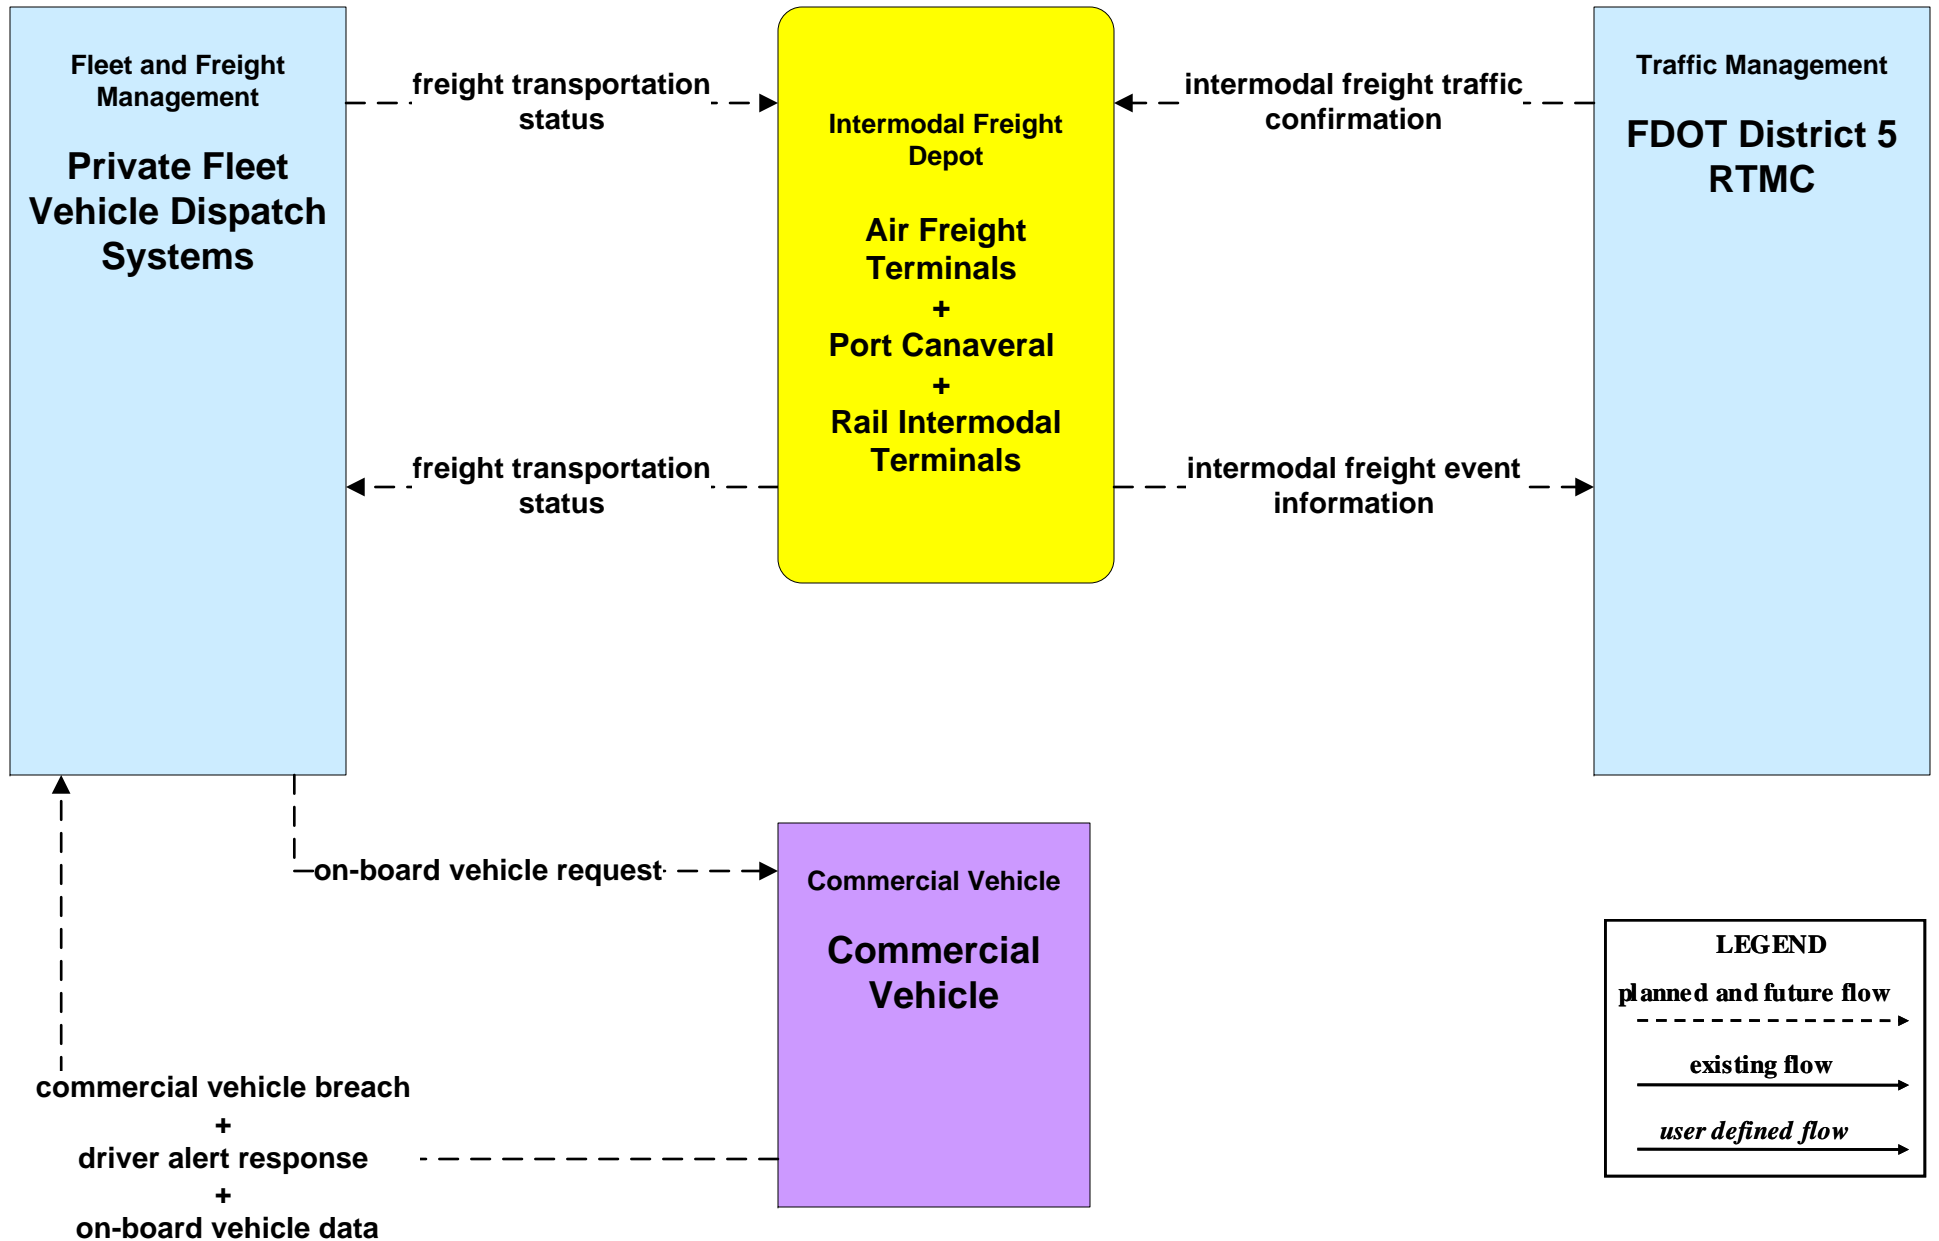 Fleet and Freight
Management
Private Fleet
Vehicle Dispatch
Systems
freight transportation
status
Intermodal Freight
Depot
Air Freight
Terminals
+
Port Canaveral
+
Rail Intermodal
Terminals
intermodal freight traffic
confirmation
Traffic Management
FDOT District 5
RTMC
freight transportation
status
intermodal freight event
information
on-board vehicle request
Commercial Vehicle
Commercial
Vehicle
commercial vehicle breach
+
driver alert response
+
on-board vehicle data
LEGEND
planned and future flow
existing flow
user defined flow